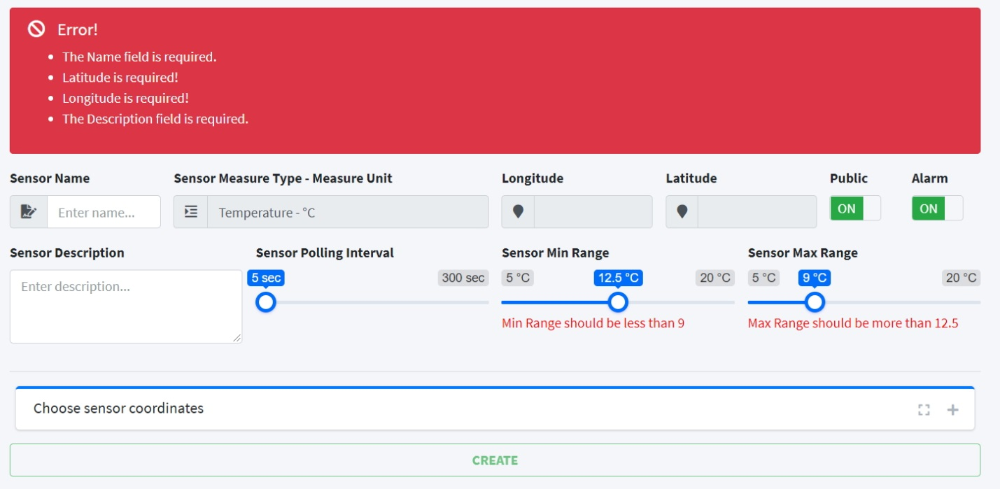 Error!
The Name field is required.
Latitude is required!
Longitude is required!
The Description field is required.
Sensor Name
Sensor Measure Type - Measure Unit
Longitude
Latitude
Public
Alarm
Enter name...
Temperature - °C
ON
ON
Sensor Description
Sensor Polling Interval
Sensor Min Range
Sensor Max Range
Enter description...
5 sec
300 sec
5 °C
12.5 °C
20 °C
5 °C
9 °C
20 °C
Min Range should be less than 9
Max Range should be more than 12.5
Choose sensor coordinates
CREATE